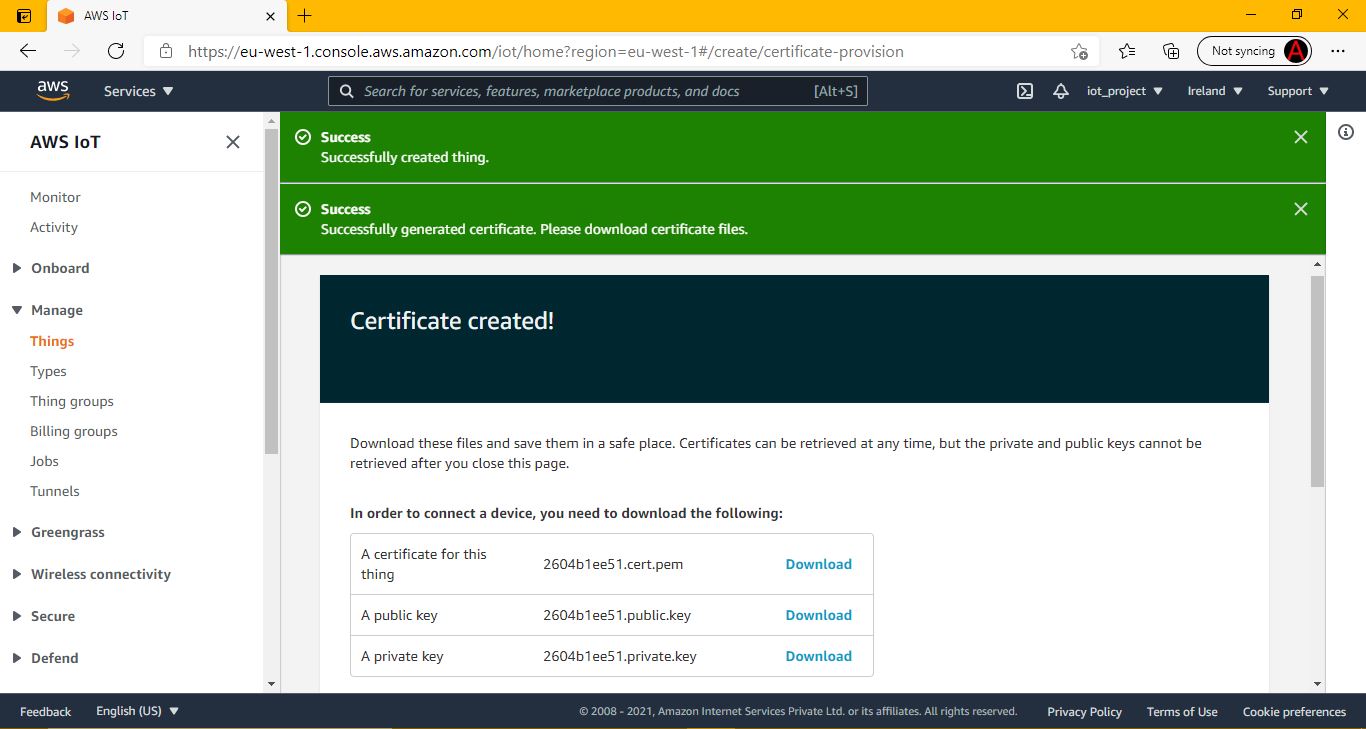 AWS IoT
https://eu-west-1.console.aws.amazon.com/iot/home?region=eu-west-1#/create/certificate-provision
Not syncing
aws
Services
Search for services, features, marketplace products, and docs
[Alt+S]
iot_project
Ireland
Support
AWS IoT
Monitor
Activity
Onboard
Manage
Things
Types
Thing groups
Billing groups
Jobs
Tunnels
Greengrass
Wireless connectivity
Secure
Defend
Success
Successfully created thing.
Success
Successfully generated certificate. Please download certificate files.
Certificate created!
Download these files and save them in a safe place. Certificates can be retrieved at any time, but the private and public keys cannot be
retrieved after you close this page.
In order to connect a device, you need to download the following:
A certificate for this
thing
2604b1ee51.cert.pem
Download
A public key
2604b1ee51.public.key
Download
A private key
2604b1ee51.private.key
Download
Feedback
English (US)
© 2008 - 2021, Amazon Internet Services Private Ltd. or its affiliates. All rights reserved.
Privacy Policy
Terms of Use
Cookie preferences